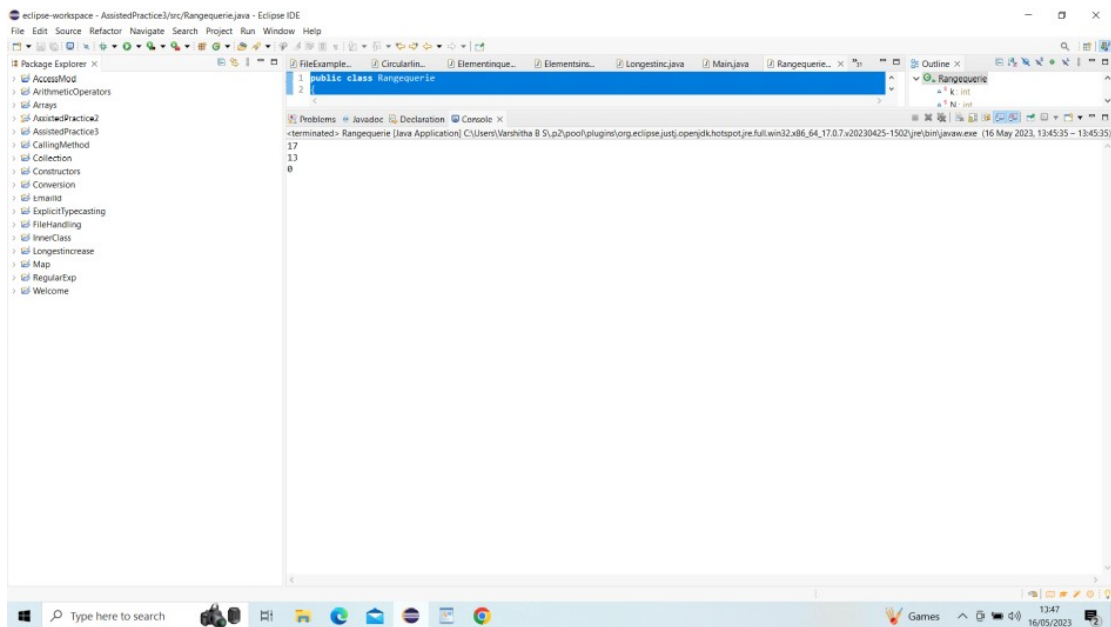 eclipse-workspace - AssistedPractice3/src/Rangequerie.java - Eclipse IDE
File Edit Source Refactor Navigate Search Project Run Window Help
Package Explorer
AccessMod
ArithmeticOperators
Arrays
AssistedPractice2
AssistedPractice3
CallingMethod
Collection
Constructors
Conversion
EmailId
ExplicitTypecasting
FileHandling
InnerClass
Longestincrease
Map
RegularExp
Welcome
FileExample... Circularlin... Elementinque... Elementsins... Longestinc.java Main.java Rangequerie...
1 public class Rangequerie
2 {
Outline
Rangequerie
k : int
N : int
Problems Javadoc Declaration Console
<terminated> Rangequerie [Java Application] C:\Users\Varshitha B S\.p2\pool\plugins\org.eclipse.justj.openjdk.hotspot.jre.full.win32.x86_64_17.0.7.v20230425-1502\jre\bin\javaw.exe (16 May 2023, 13:45:35 – 13:45:35)
17
13
0
Type here to search
Games
13:47
16/05/2023